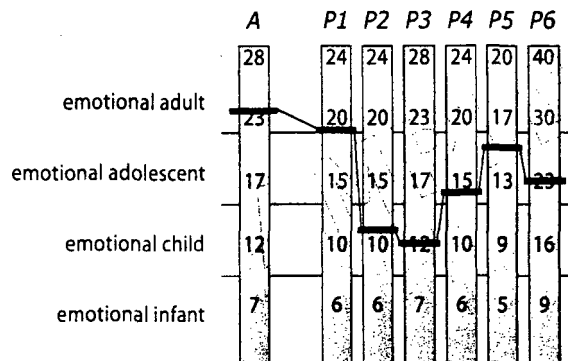 A P1 P2 P3 P4 P5 P6
28 24 24 28 24 20 40
emotional adult 23 20 20 23 20 17 30
emotional adolescent 17 15 15 17 15 13 23
emotional child 12 10 10 12 10 9 16
emotional infant 7 6 6 7 6 5 9